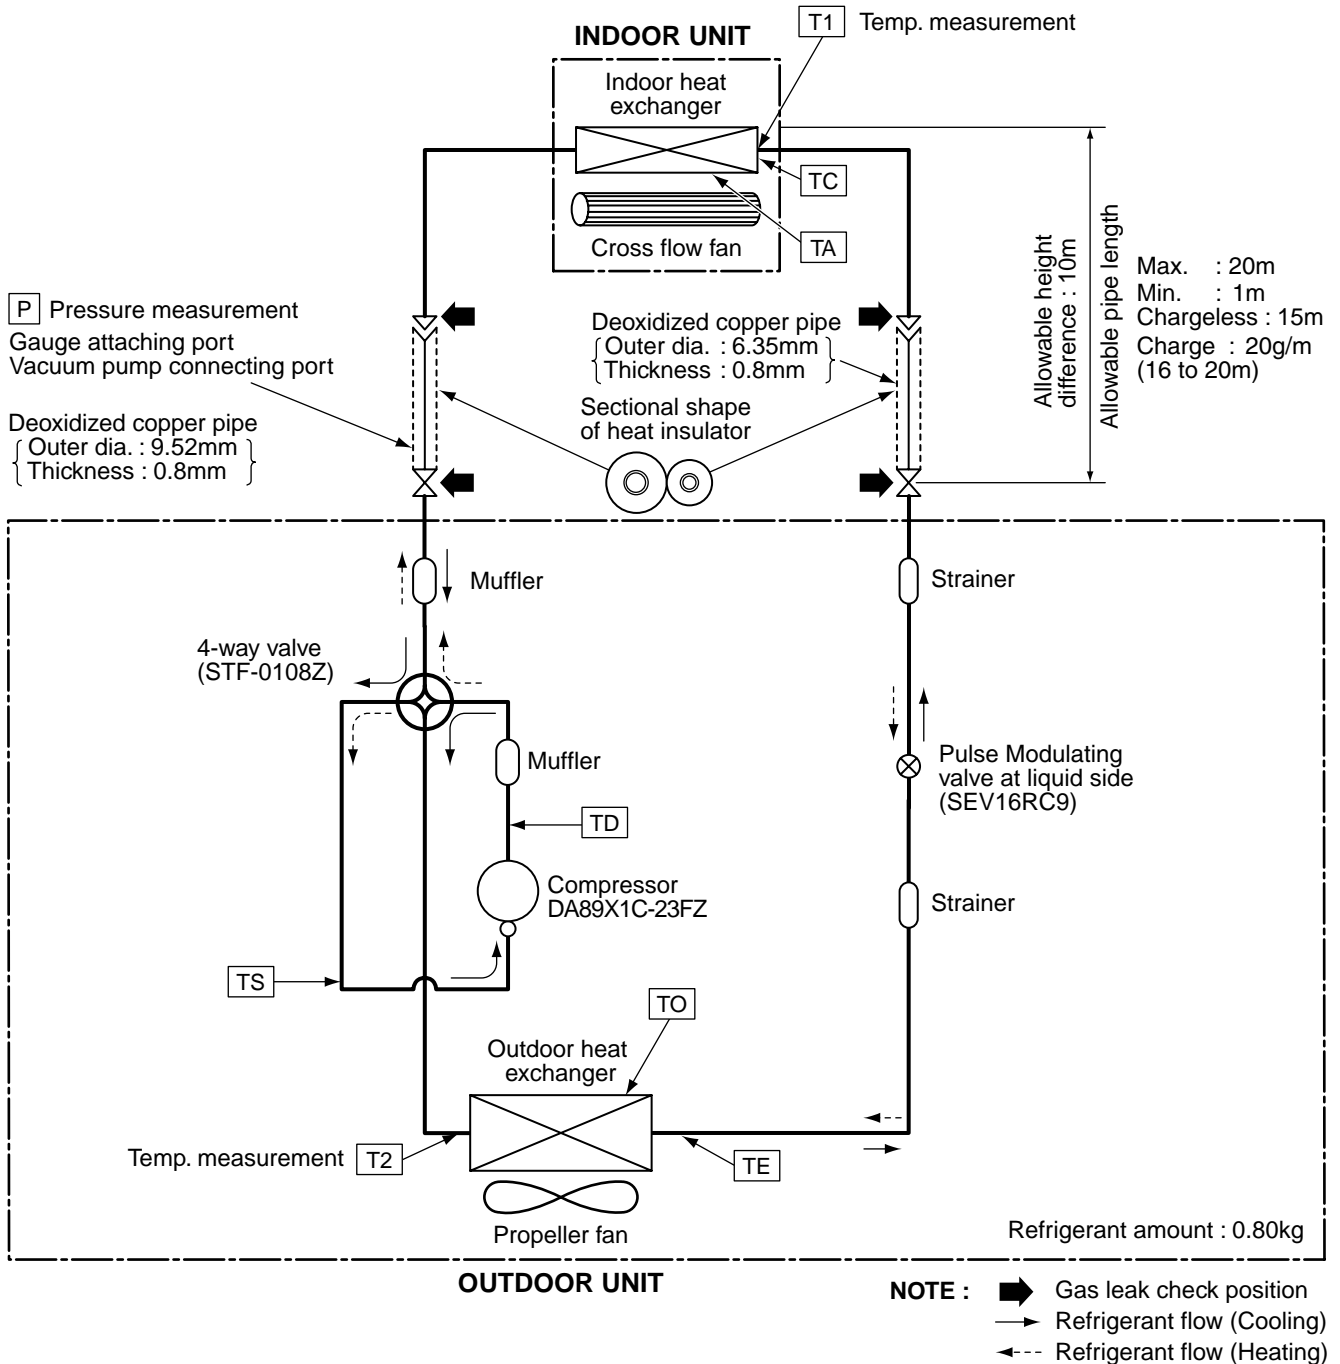 T1 Temp. measurement
INDOOR UNIT
Indoor heat
exchanger
TC
TA
Cross flow fan
Allowable height
difference : 10m
Allowable pipe length
Max. : 20m
Min. : 1m
Chargeless : 15m
Charge : 20g/m
(16 to 20m)
P Pressure measurement
Gauge attaching port
Vacuum pump connecting port
Deoxidized copper pipe
Outer dia. : 9.52mm
Thickness : 0.8mm
Deoxidized copper pipe
Outer dia. : 6.35mm
Thickness : 0.8mm
Sectional shape
of heat insulator
Muffler
Strainer
4-way valve
(STF-0108Z)
Muffler
Pulse Modulating
valve at liquid side
(SEV16RC9)
TD
Compressor
DA89X1C-23FZ
Strainer
TS
TO
Outdoor heat
exchanger
Temp. measurement T2
TE
Propeller fan
Refrigerant amount : 0.80kg
OUTDOOR UNIT
NOTE : Gas leak check position
Refrigerant flow (Cooling)
Refrigerant flow (Heating)